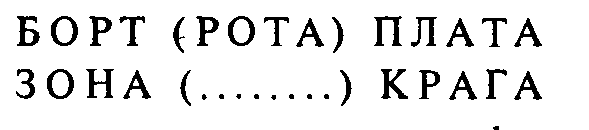 БОРТ (РОТА) ПЛАТА
ЗОНА (........) КРАГА